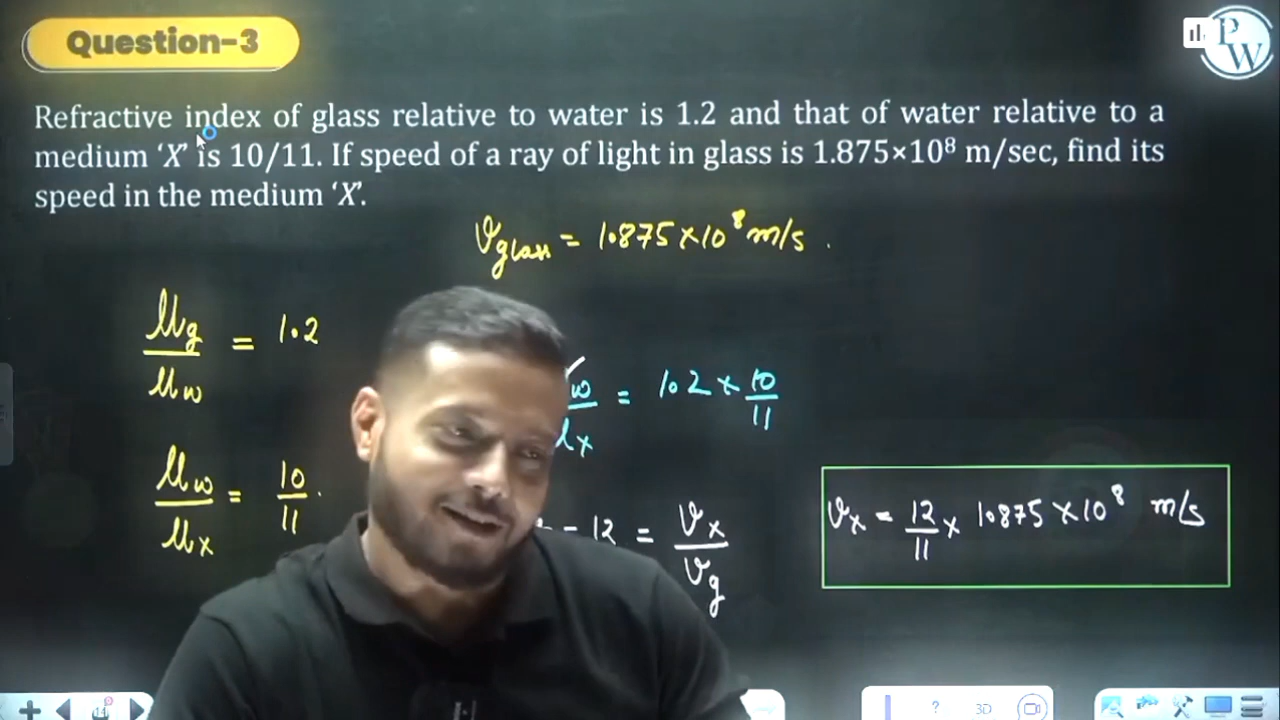 Question-3
PW
Refractive index of glass relative to water is 1.2 and that of water relative to a
medium ‘X’ is 10/11. If speed of a ray of light in glass is 1.875×10⁸ m/sec, find its
speed in the medium ‘X’.
v_glass = 1.875 × 10⁸ m/s .
μg/μw = 1.2
w/μx = 1.2 × 10/11
μw/μx = 10/11 .
12 = vx/vg
vx = 12/11 × 1.875 × 10⁸ m/s
?
3D